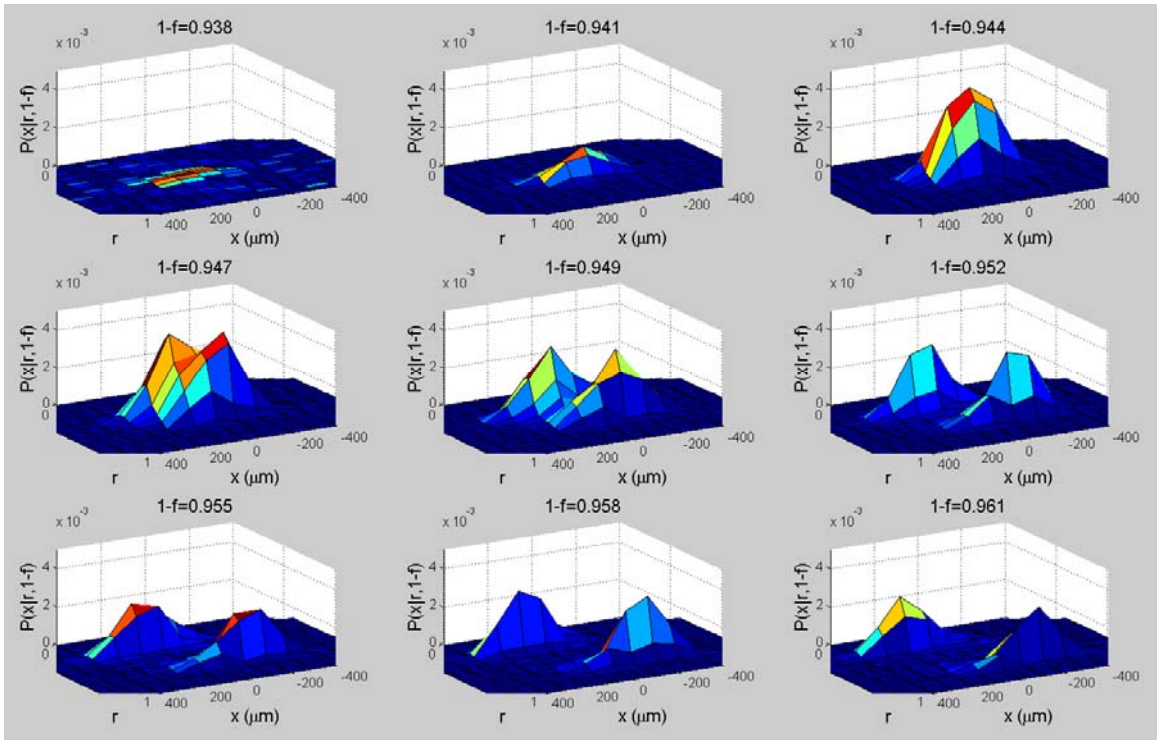 1-f=0.938
x 10-3
P(x|r,1-f)
4
2
0
0
1
400
200
0
-200
-400
r
x (μm)
1-f=0.941
x 10-3
P(x|r,1-f)
4
2
0
0
1
400
200
0
-200
-400
r
x (μm)
1-f=0.944
x 10-3
P(x|r,1-f)
4
2
0
0
1
400
200
0
-200
-400
r
x (μm)
1-f=0.947
x 10-3
P(x|r,1-f)
4
2
0
0
1
400
200
0
-200
-400
r
x (μm)
1-f=0.949
x 10-3
P(x|r,1-f)
4
2
0
0
1
400
200
0
-200
-400
r
x (μm)
1-f=0.952
x 10-3
P(x|r,1-f)
4
2
0
0
1
400
200
0
-200
-400
r
x (μm)
1-f=0.955
x 10-3
P(x|r,1-f)
4
2
0
0
1
400
200
0
-200
-400
r
x (μm)
1-f=0.958
x 10-3
P(x|r,1-f)
4
2
0
0
1
400
200
0
-200
-400
r
x (μm)
1-f=0.961
x 10-3
P(x|r,1-f)
4
2
0
0
1
400
200
0
-200
-400
r
x (μm)